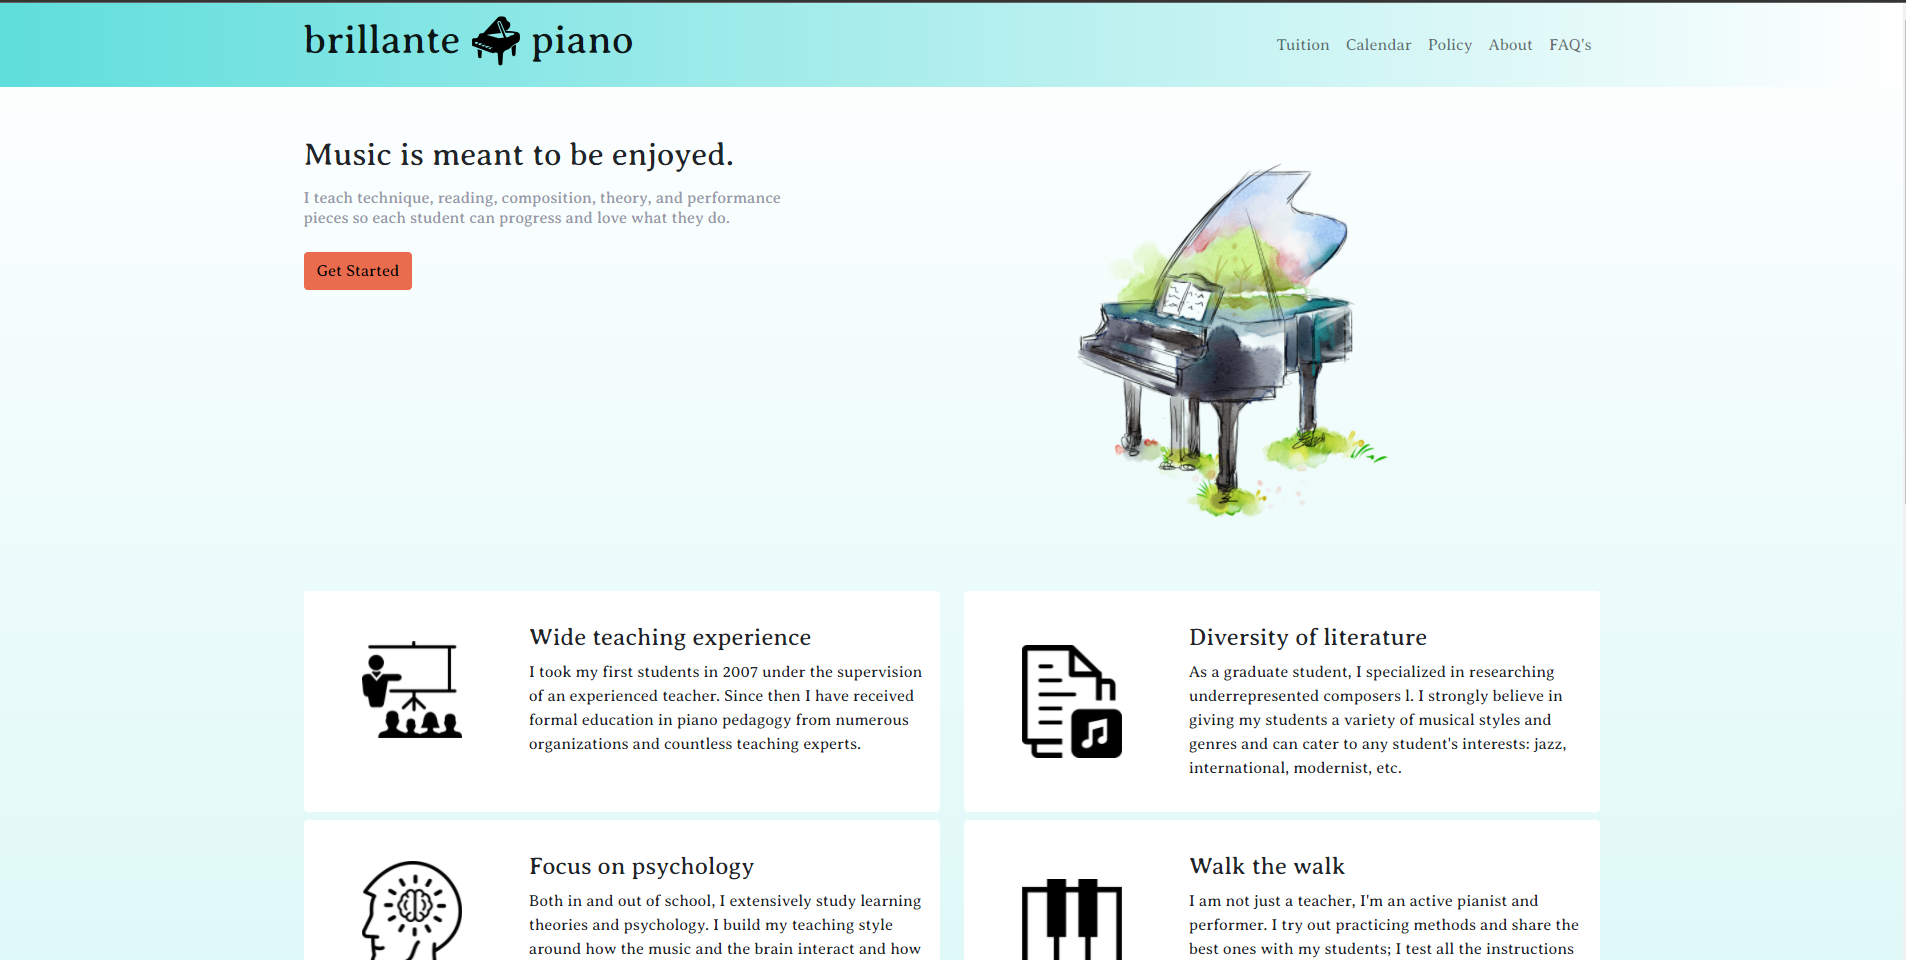 brillante piano
Tuition Calendar Policy About FAQ's
Music is meant to be enjoyed.
I teach technique, reading, composition, theory, and performance
pieces so each student can progress and love what they do.
Get Started
Wide teaching experience
I took my first students in 2007 under the supervision
of an experienced teacher. Since then I have received
formal education in piano pedagogy from numerous
organizations and countless teaching experts.
Diversity of literature
As a graduate student, I specialized in researching
underrepresented composers l. I strongly believe in
giving my students a variety of musical styles and
genres and can cater to any student's interests: jazz,
international, modernist, etc.
Focus on psychology
Both in and out of school, I extensively study learning
theories and psychology. I build my teaching style
around how the music and the brain interact and how
Walk the walk
I am not just a teacher, I'm an active pianist and
performer. I try out practicing methods and share the
best ones with my students; I test all the instructions